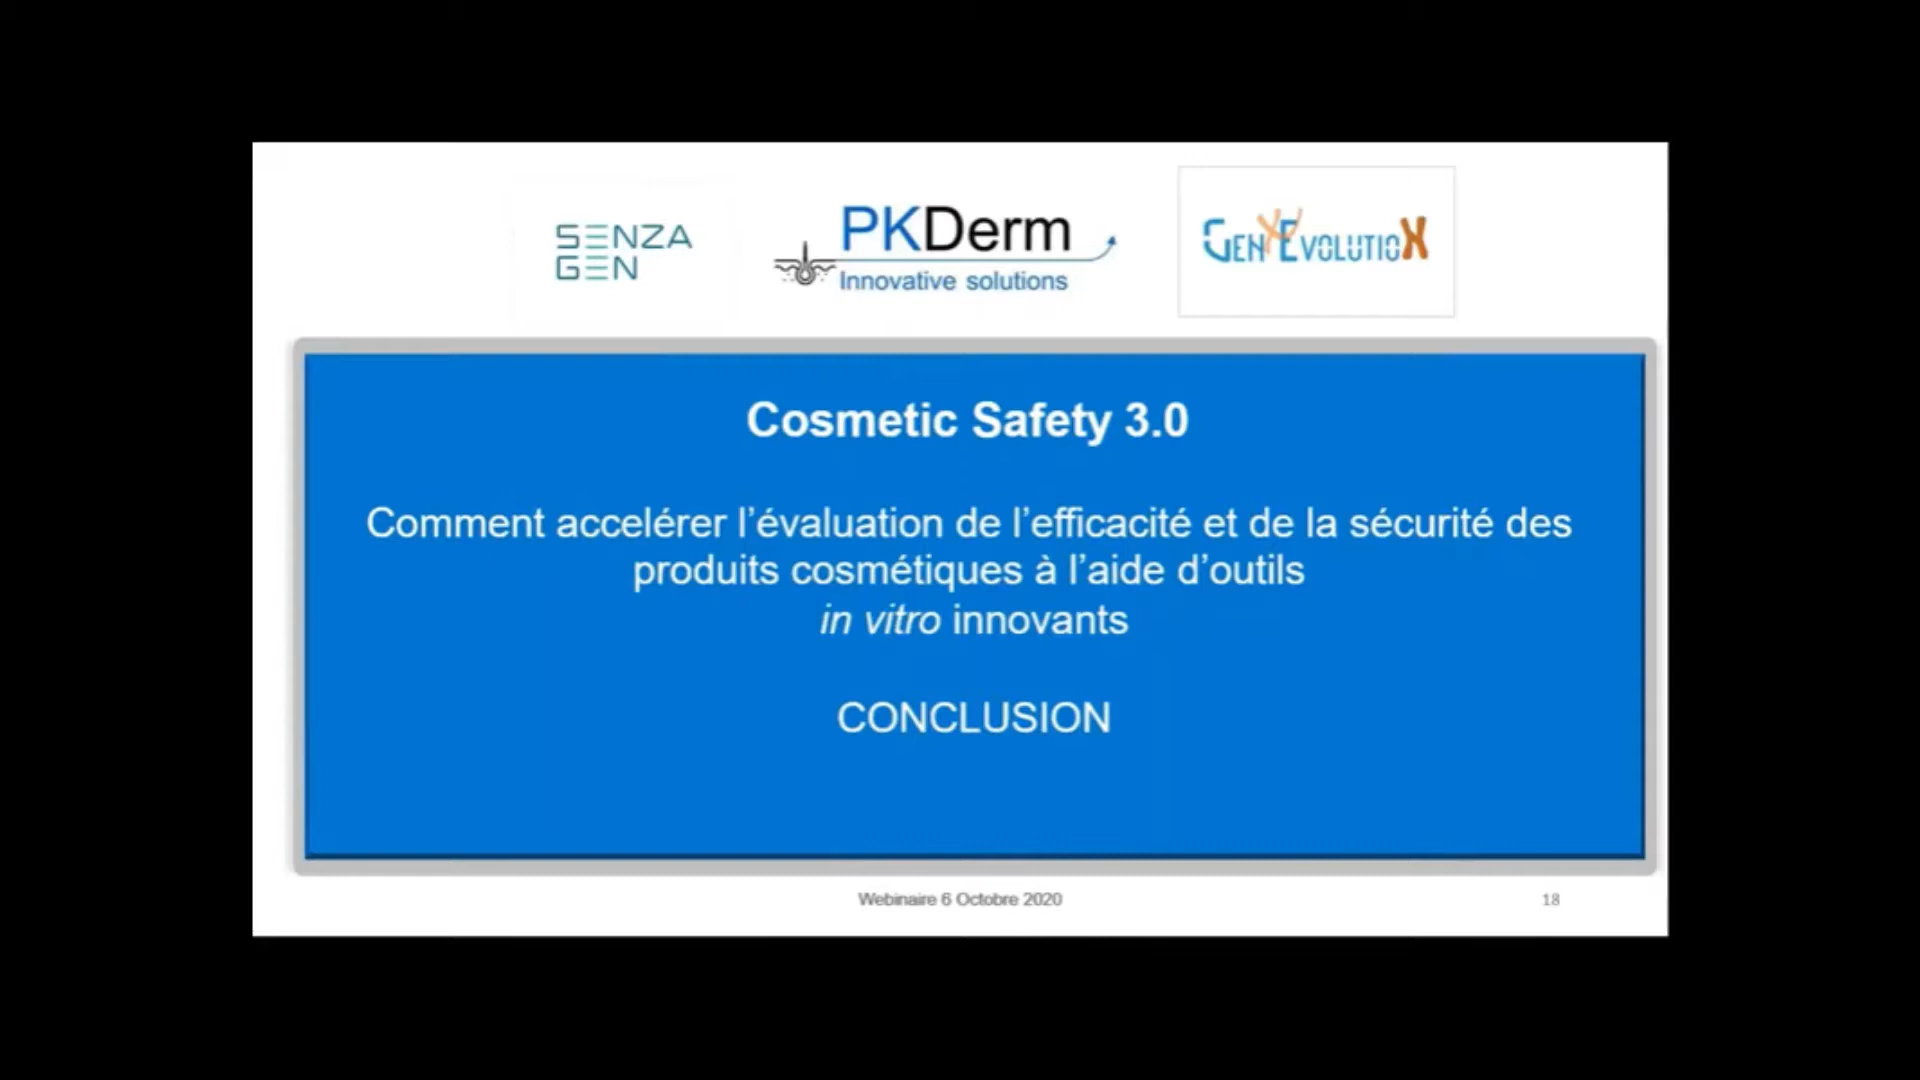 SENZA
GEN
PKDerm
Innovative solutions
GENEVOLUTION
Cosmetic Safety 3.0
Comment accelérer l’évaluation de l’efficacité et de la sécurité des
produits cosmétiques à l’aide d’outils
in vitro innovants
CONCLUSION
Webinaire 6 Octobre 2020
18